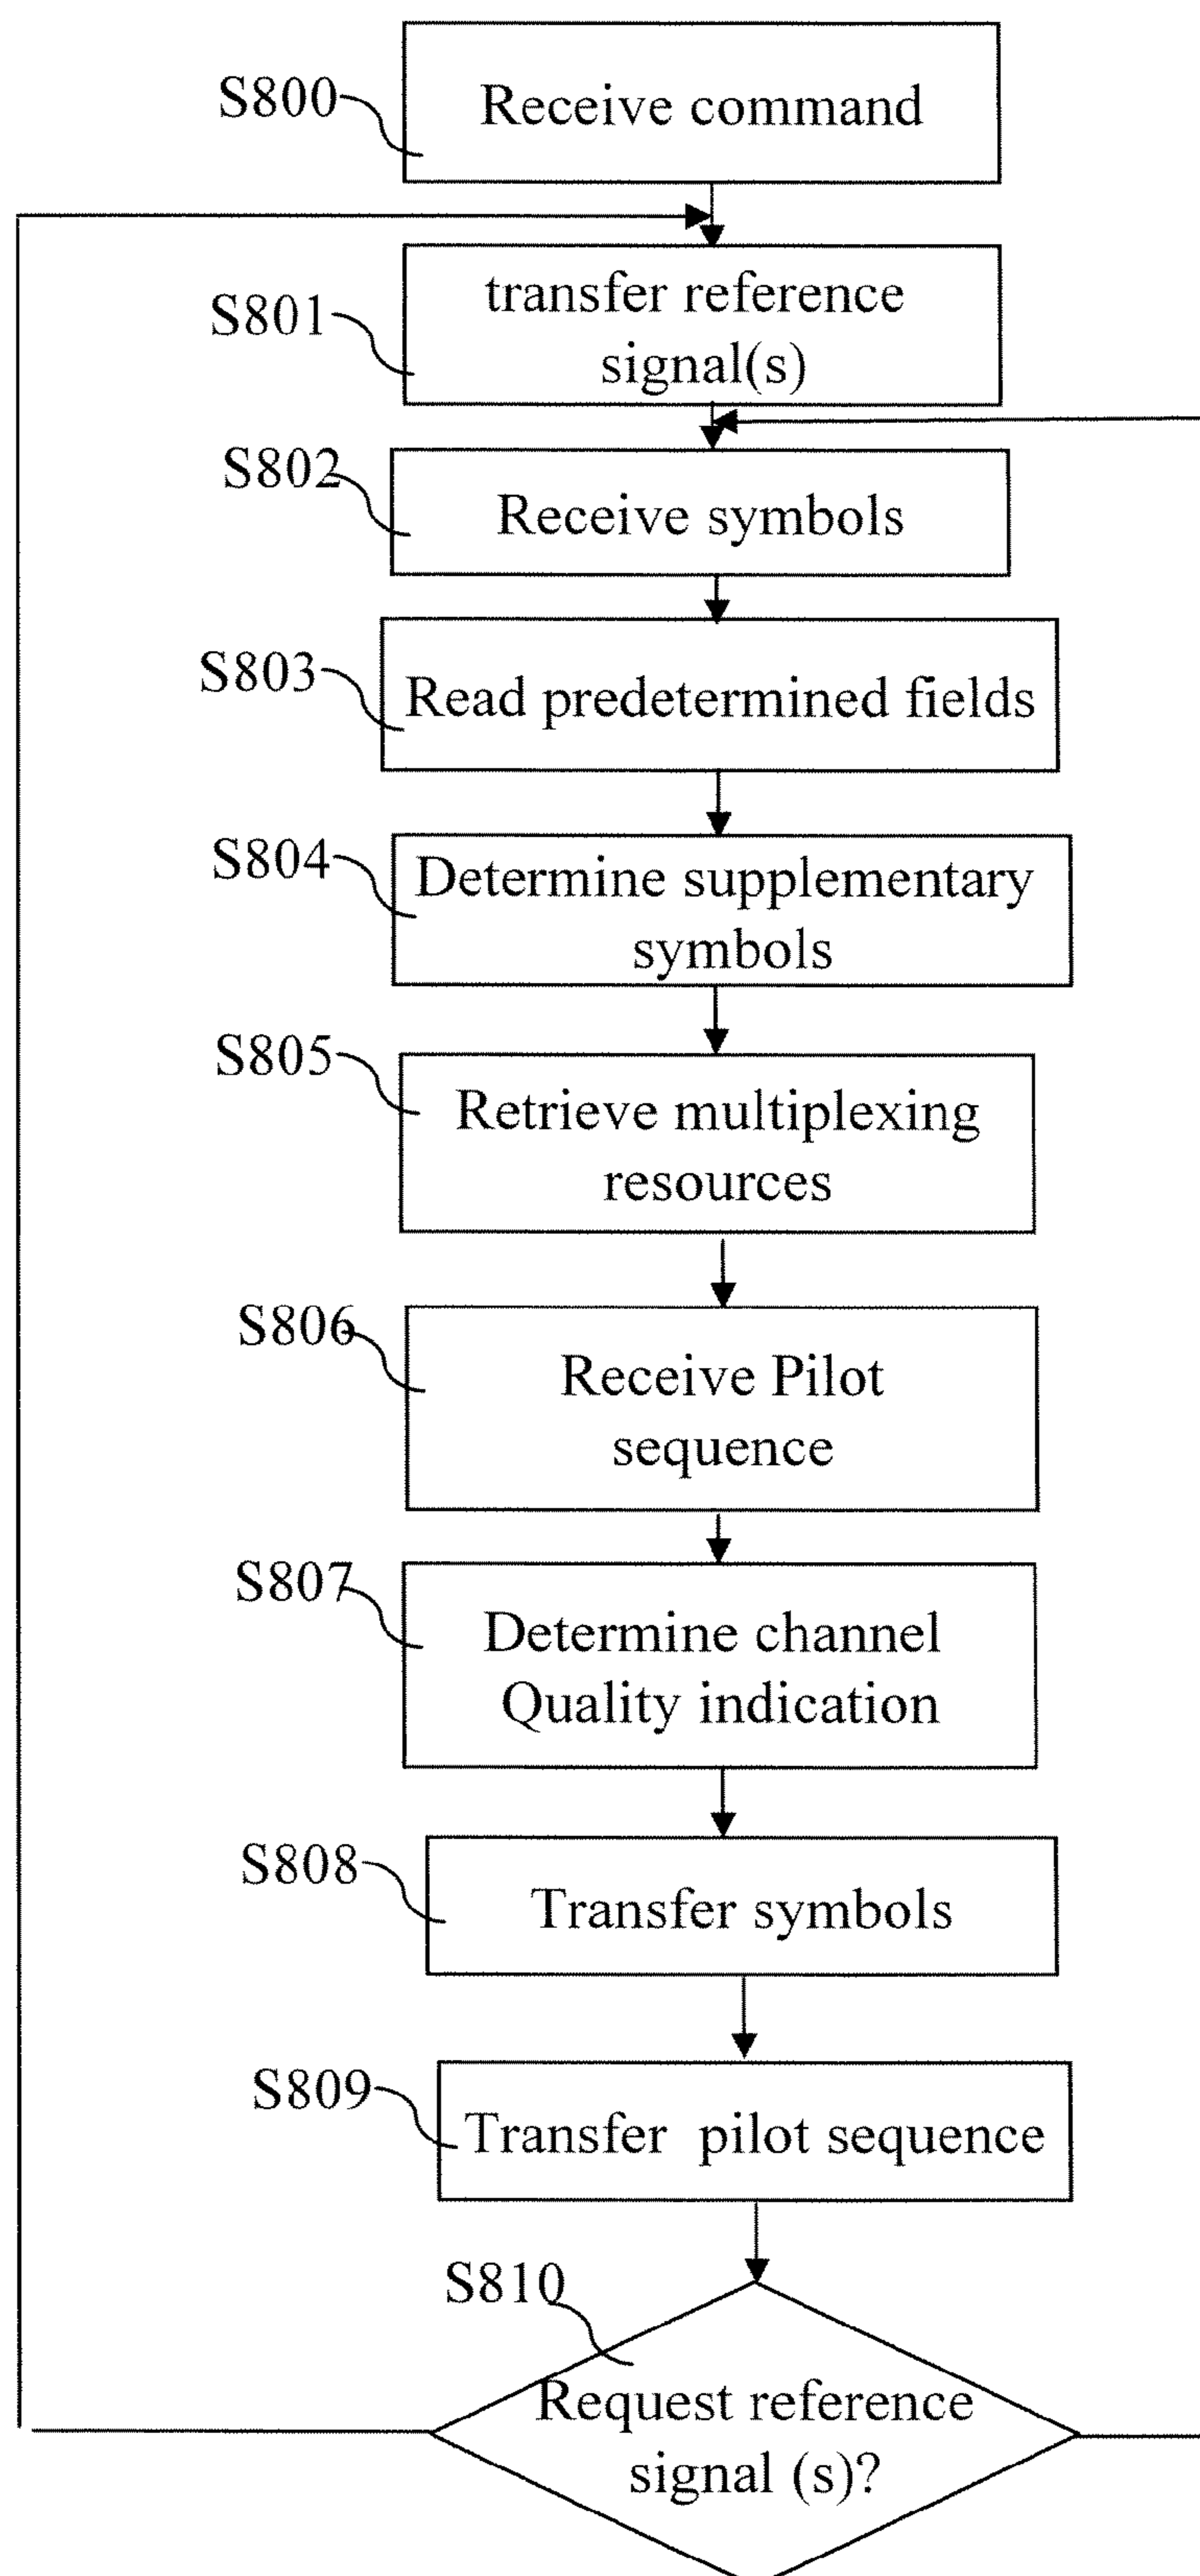 S800
Receive command
S801
transfer reference
signal(s)
S802
Receive symbols
S803
Read predetermined fields
S804
Determine supplementary
symbols
S805
Retrieve multiplexing
resources
S806
Receive Pilot
sequence
S807
Determine channel
Quality indication
S808
Transfer symbols
S809
Transfer pilot sequence
S810
Request reference
signal (s)?